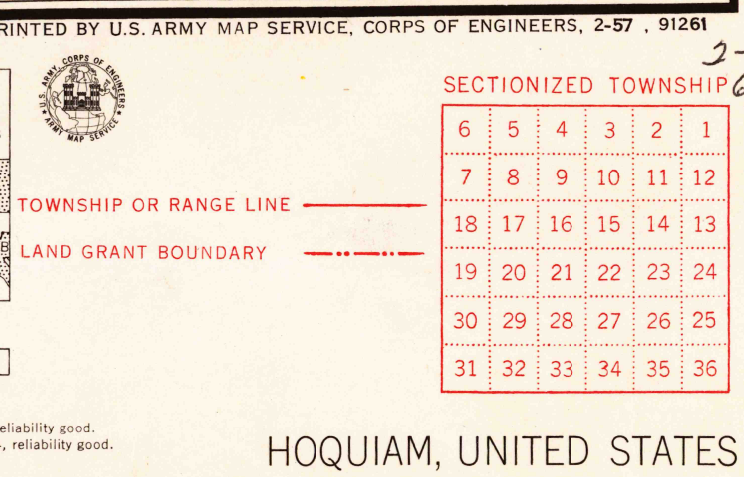 RINTED BY U.S. ARMY MAP SERVICE, CORPS OF ENGINEERS, 2-57 , 91261
2-
6
U.S. ARMY, CORPS OF ENGINEERS
ARMY MAP SERVICE
SECTIONIZED TOWNSHIP
6 5 4 3 2 1
7 8 9 10 11 12
18 17 16 15 14 13
19 20 21 22 23 24
30 29 28 27 26 25
31 32 33 34 35 36
TOWNSHIP OR RANGE LINE
LAND GRANT BOUNDARY
B
eliability good.
, reliability good.
HOQUIAM, UNITED STATES